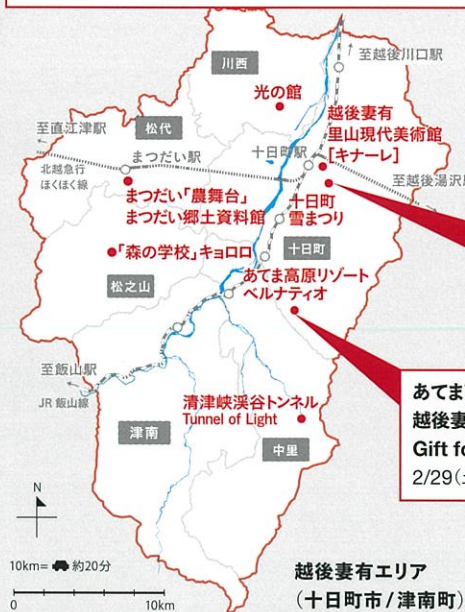 川西
至越後川口駅
光の館
越後妻有
里山現代美術館
[キナーレ]
至直江津駅
松代
まつだい駅
十日町駅
北越急行
ほくほく線
至越後湯沢駅
まつだい「農舞台」
まつだい郷土資料館
十日町
雪まつり
「森の学校」キョロロ
十日町
松之山
あてま高原リゾート
ベルナティオ
至飯山駅
JR 飯山線
あてま
越後妻
Gift fo
2/29(
清津峡渓谷トンネル
Tunnel of Light
津南
中里
N
10km= 約20分
0
10km
越後妻有エリア
(十日町市/津南町)